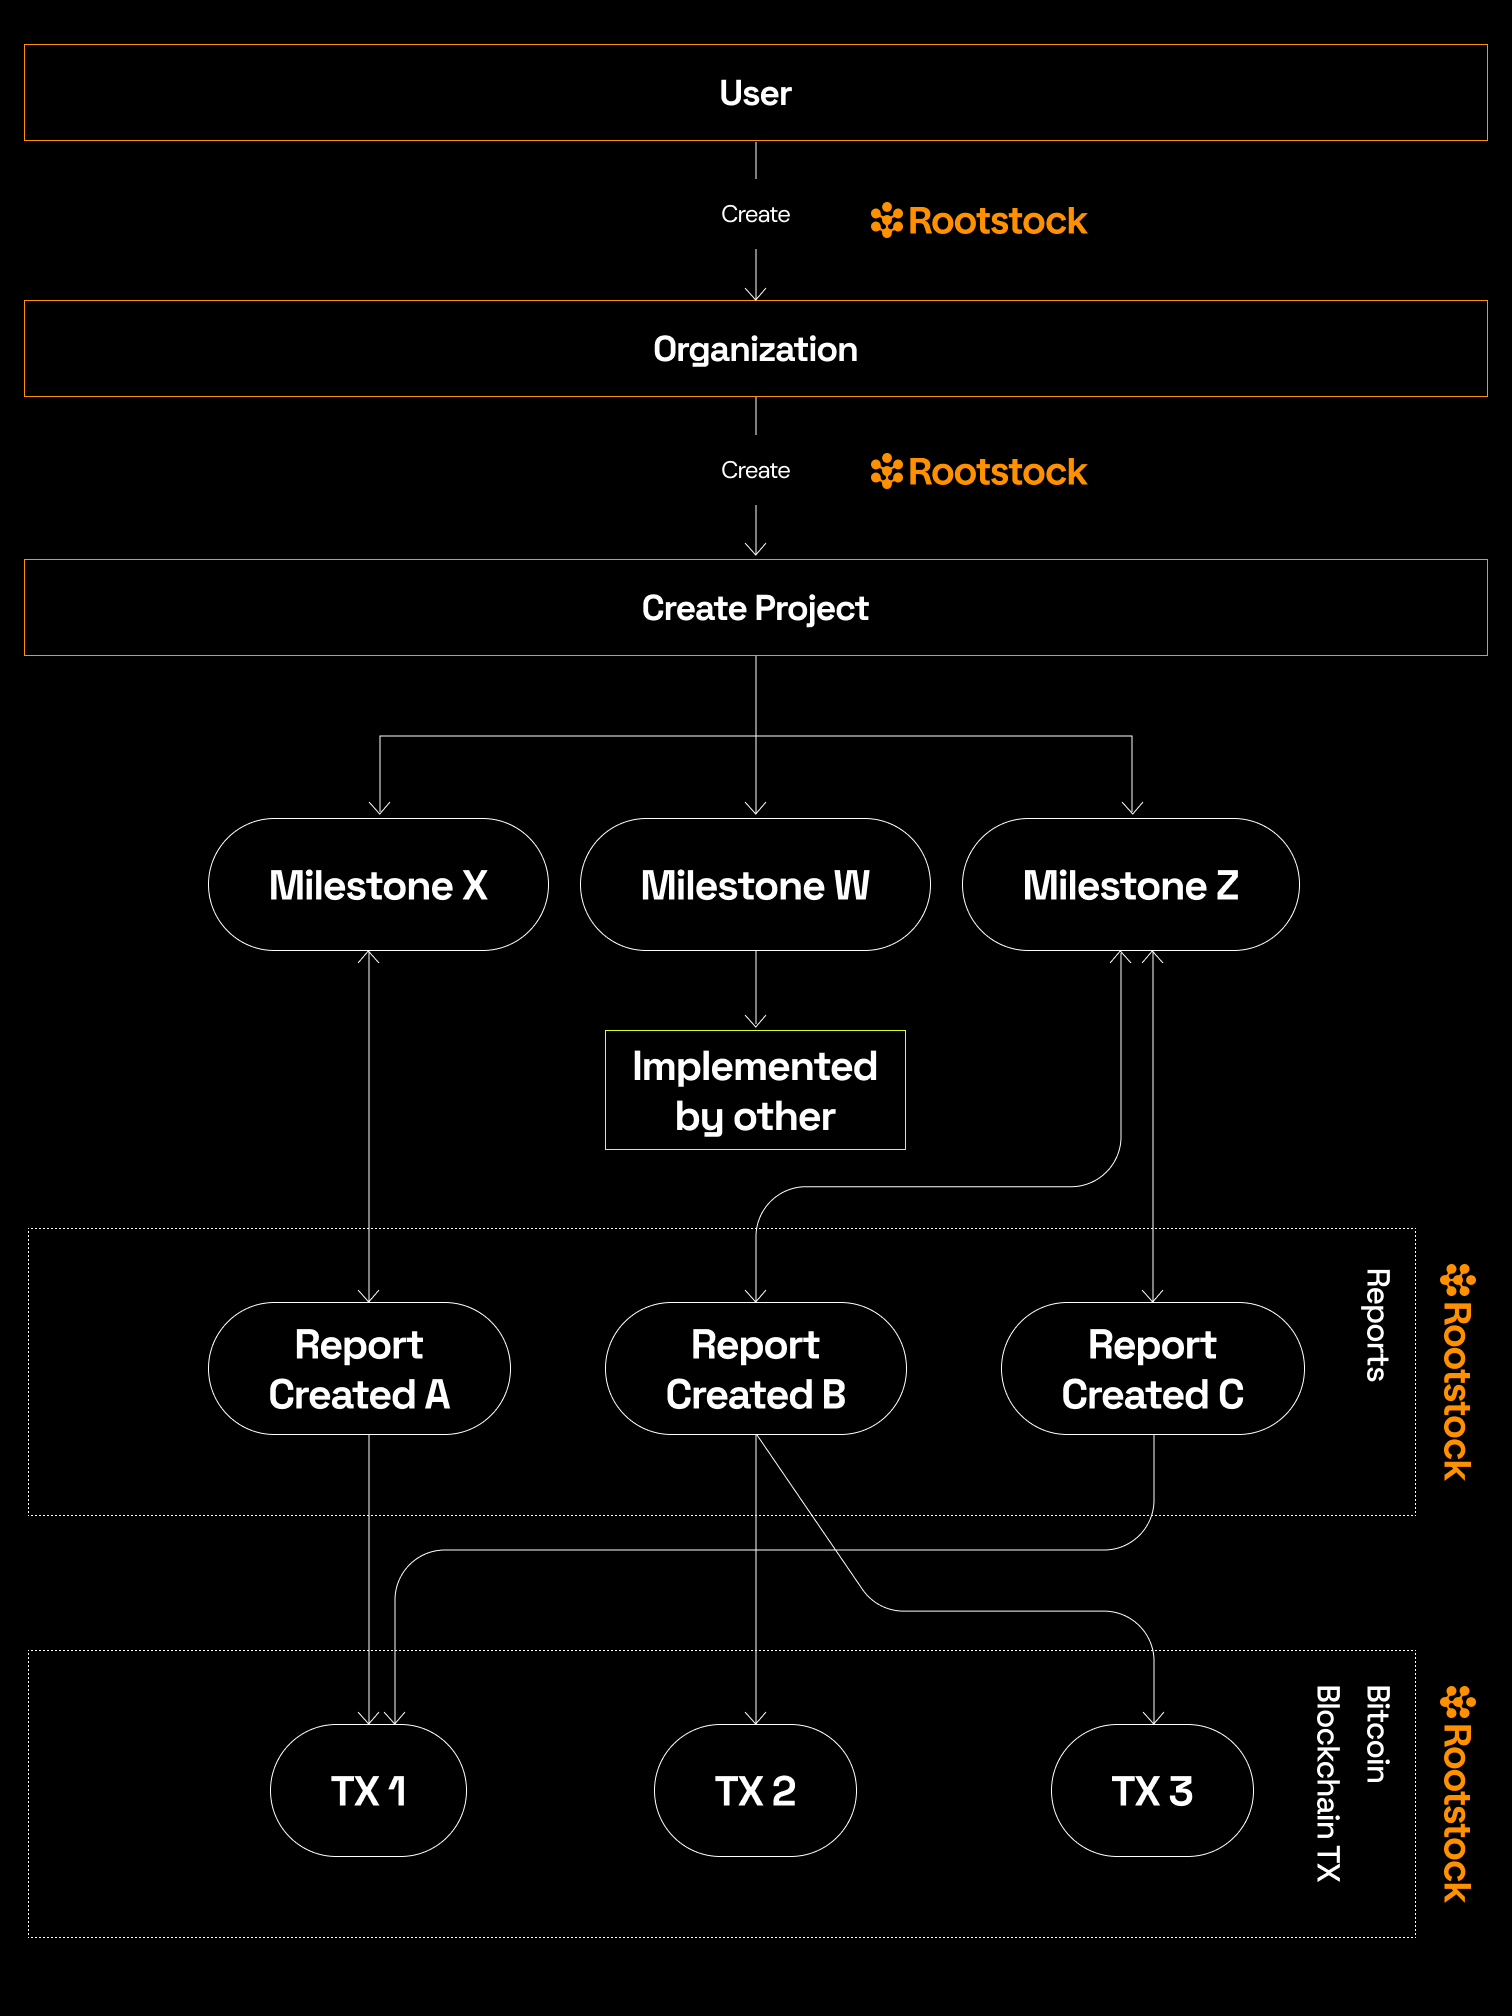 User
Create
Rootstock
Organization
Create
Rootstock
Create Project
Milestone X
Milestone W
Milestone Z
Implemented
by other
Reports
Rootstock
Report
Created A
Report
Created B
Report
Created C
Bitcoin
Blockchain TX
Rootstock
TX 1
TX 2
TX 3